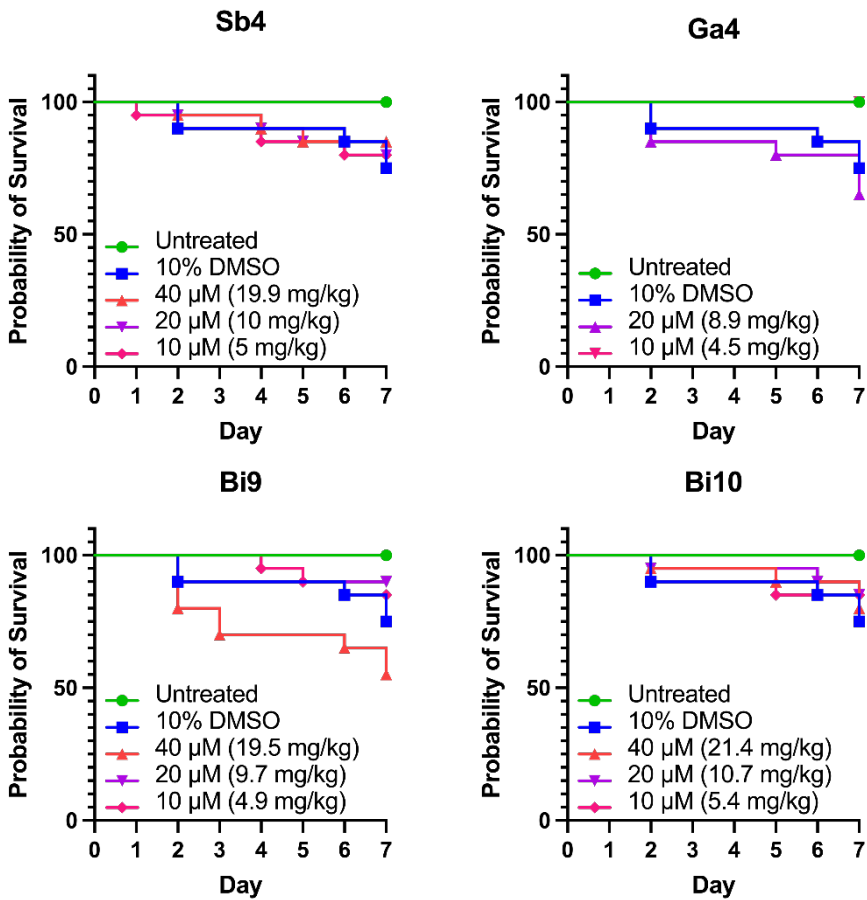 Sb4
Probability of Survival
100
50
0
Untreated
10% DMSO
40 µM (19.9 mg/kg)
20 µM (10 mg/kg)
10 µM (5 mg/kg)
0 1 2 3 4 5 6 7
Day
Ga4
Probability of Survival
100
50
0
Untreated
10% DMSO
20 µM (8.9 mg/kg)
10 µM (4.5 mg/kg)
0 1 2 3 4 5 6 7
Day
Bi9
Probability of Survival
100
50
0
Untreated
10% DMSO
40 µM (19.5 mg/kg)
20 µM (9.7 mg/kg)
10 µM (4.9 mg/kg)
0 1 2 3 4 5 6 7
Day
Bi10
Probability of Survival
100
50
0
Untreated
10% DMSO
40 µM (21.4 mg/kg)
20 µM (10.7 mg/kg)
10 µM (5.4 mg/kg)
0 1 2 3 4 5 6 7
Day